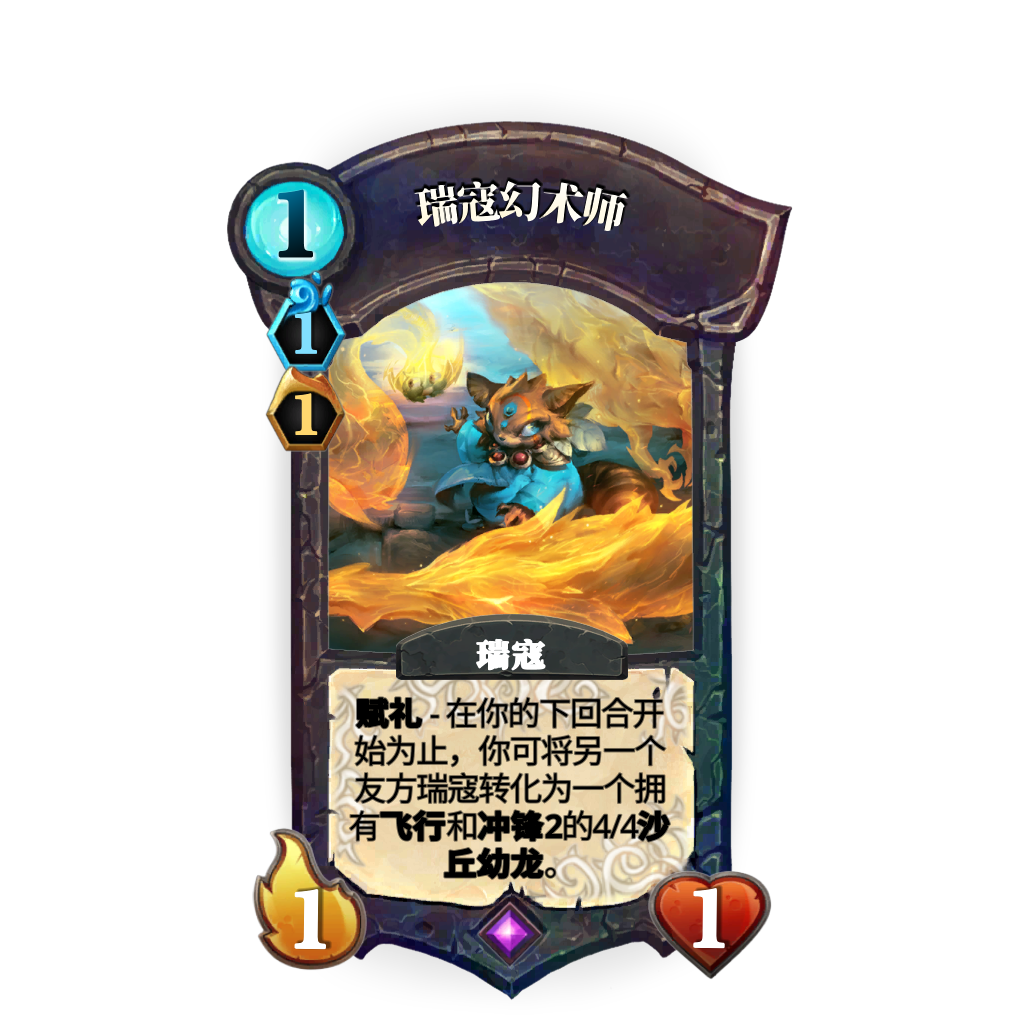 瑞寇幻术师
1
1
1
瑞寇
赋礼 - 在你的下回合开
始为止，你可将另一个
友方瑞寇转化为一个拥
有飞行和冲锋2的4/4沙
丘幼龙。
1
1